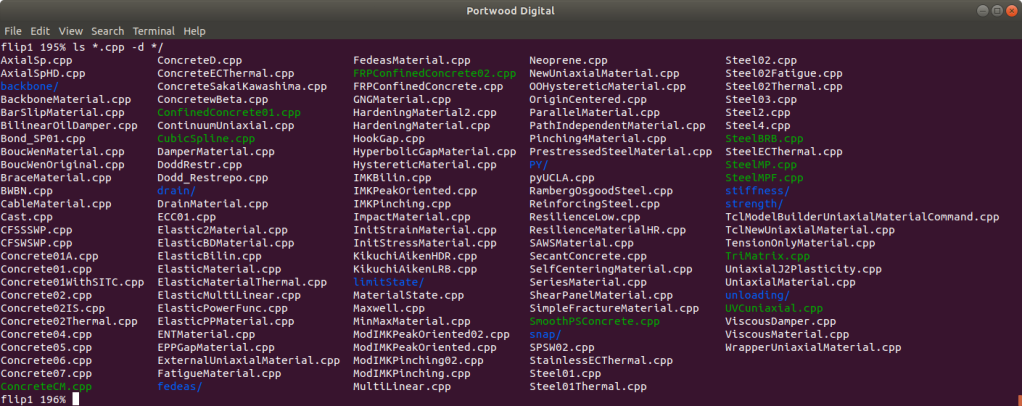 Portwood Digital
File Edit View Search Terminal Help
flip1 195% ls *.cpp -d */
AxialSp.cpp ConcreteD.cpp FedeasMaterial.cpp Neoprene.cpp Steel02.cpp
AxialSpHD.cpp ConcreteECThermal.cpp FRPConfinedConcrete02.cpp NewUniaxialMaterial.cpp Steel02Fatigue.cpp
backbone/ ConcreteSakaiKawashima.cpp FRPConfinedConcrete.cpp OOHystereticMaterial.cpp Steel02Thermal.cpp
BackboneMaterial.cpp ConcretewBeta.cpp GNGMaterial.cpp OriginCentered.cpp Steel03.cpp
BarSlipMaterial.cpp ConfinedConcrete01.cpp HardeningMaterial2.cpp ParallelMaterial.cpp Steel2.cpp
BilinearOilDamper.cpp ContinuumUniaxial.cpp HardeningMaterial.cpp PathIndependentMaterial.cpp Steel4.cpp
Bond_SP01.cpp CubicSpline.cpp HookGap.cpp Pinching4Material.cpp SteelBRB.cpp
BoucWenMaterial.cpp DamperMaterial.cpp HyperbolicGapMaterial.cpp PrestressedSteelMaterial.cpp SteelECThermal.cpp
BoucWenOriginal.cpp DoddRestr.cpp HystereticMaterial.cpp PY/ SteelMP.cpp
BraceMaterial.cpp Dodd_Restrepo.cpp IMKBilin.cpp pyUCLA.cpp SteelMPF.cpp
BWBN.cpp drain/ IMKPeakOriented.cpp RambergOsgoodSteel.cpp stiffness/
CableMaterial.cpp DrainMaterial.cpp IMKPinching.cpp ReinforcingSteel.cpp strength/
Cast.cpp ECC01.cpp ImpactMaterial.cpp ResilienceLow.cpp TclModelBuilderUniaxialMaterialCommand.cpp
CFSSSWP.cpp Elastic2Material.cpp InitStrainMaterial.cpp ResilienceMaterialHR.cpp TclNewUniaxialMaterial.cpp
CFSWSWP.cpp ElasticBDMaterial.cpp InitStressMaterial.cpp SAWSMaterial.cpp TensionOnlyMaterial.cpp
Concrete01A.cpp ElasticBilin.cpp KikuchiAikenHDR.cpp SecantConcrete.cpp TriMatrix.cpp
Concrete01.cpp ElasticMaterial.cpp KikuchiAikenLRB.cpp SelfCenteringMaterial.cpp UniaxialJ2Plasticity.cpp
Concrete01WithSITC.cpp ElasticMaterialThermal.cpp limitState/ SeriesMaterial.cpp UniaxialMaterial.cpp
Concrete02.cpp ElasticMultiLinear.cpp MaterialState.cpp ShearPanelMaterial.cpp unloading/
Concrete02IS.cpp ElasticPowerFunc.cpp Maxwell.cpp SimpleFractureMaterial.cpp UVCuniaxial.cpp
Concrete02Thermal.cpp ElasticPPMaterial.cpp MinMaxMaterial.cpp SmoothPSConcrete.cpp ViscousDamper.cpp
Concrete04.cpp ENTMaterial.cpp ModIMKPeakOriented02.cpp snap/ ViscousMaterial.cpp
Concrete05.cpp EPPGapMaterial.cpp ModIMKPeakOriented.cpp SPSW02.cpp WrapperUniaxialMaterial.cpp
Concrete06.cpp ExternalUniaxialMaterial.cpp ModIMKPinching02.cpp StainlessECThermal.cpp
Concrete07.cpp FatigueMaterial.cpp ModIMKPinching.cpp Steel01.cpp
ConcreteCM.cpp fedeas/ MultiLinear.cpp Steel01Thermal.cpp
flip1 196%